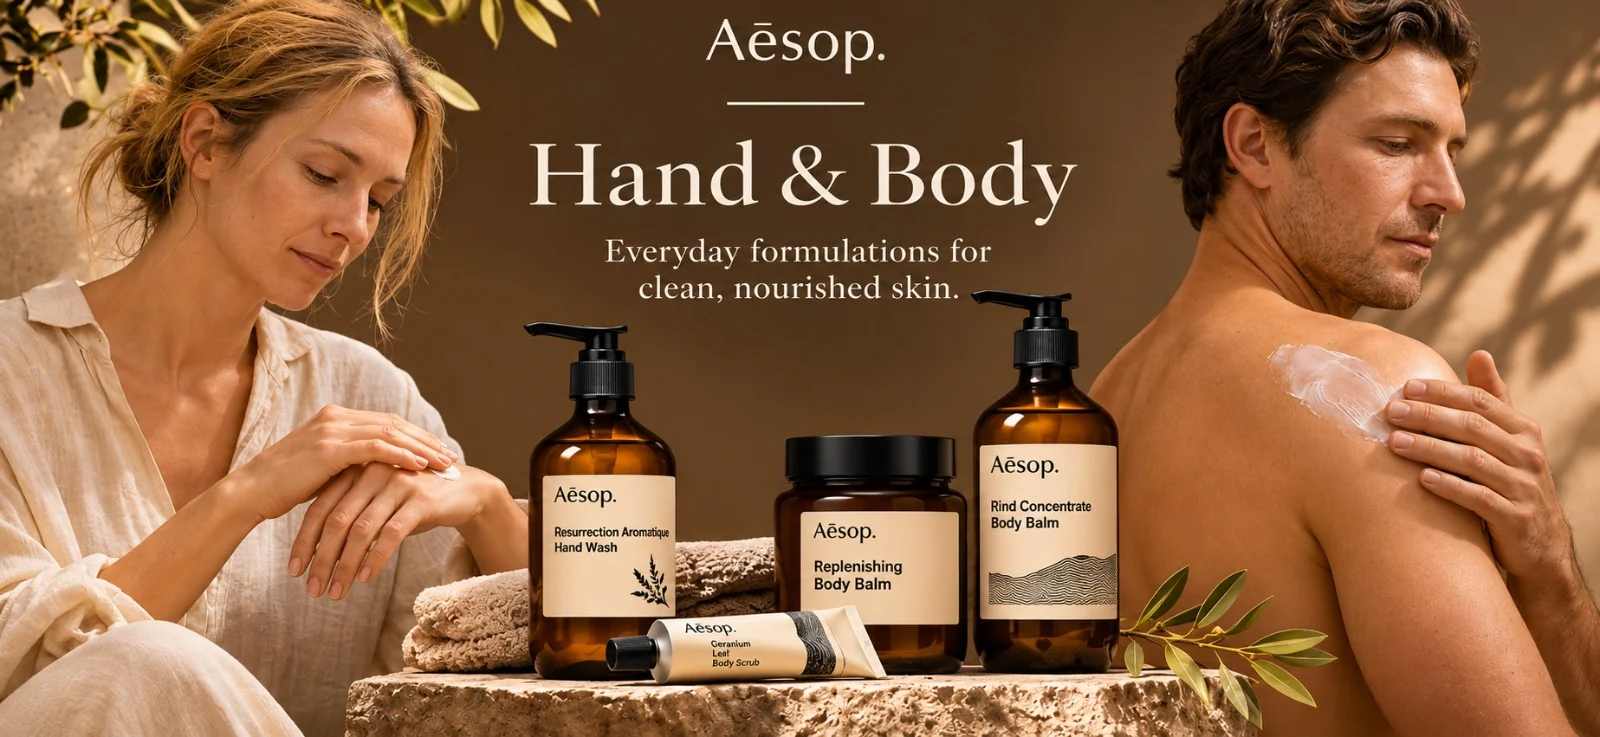 Aēsop.
Hand & Body
Everyday formulations for
clean, nourished skin.
Aēsop.
Resurrection Aromatique
Hand Wash
Aēsop.
Replenishing
Body Balm
Aēsop.
Rind Concentrate
Body Balm
Aēsop.
Geranium
Leaf
Body Scrub